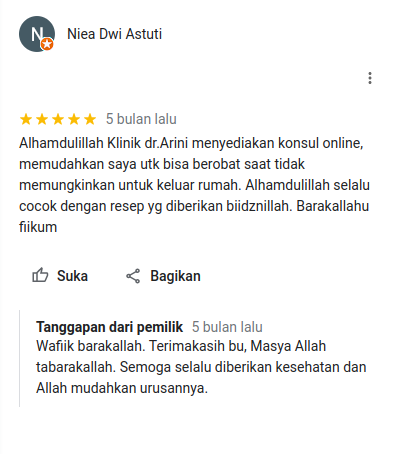 N
Niea Dwi Astuti
5 bulan lalu
Alhamdulillah Klinik dr.Arini menyediakan konsul online,
memudahkan saya utk bisa berobat saat tidak
memungkinkan untuk keluar rumah. Alhamdulillah selalu
cocok dengan resep yg diberikan biidznillah. Barakallahu
fiikum
Suka
Bagikan
Tanggapan dari pemilik 5 bulan lalu
Wafiik barakallah. Terimakasih bu, Masya Allah
tabarakallah. Semoga selalu diberikan kesehatan dan
Allah mudahkan urusannya.